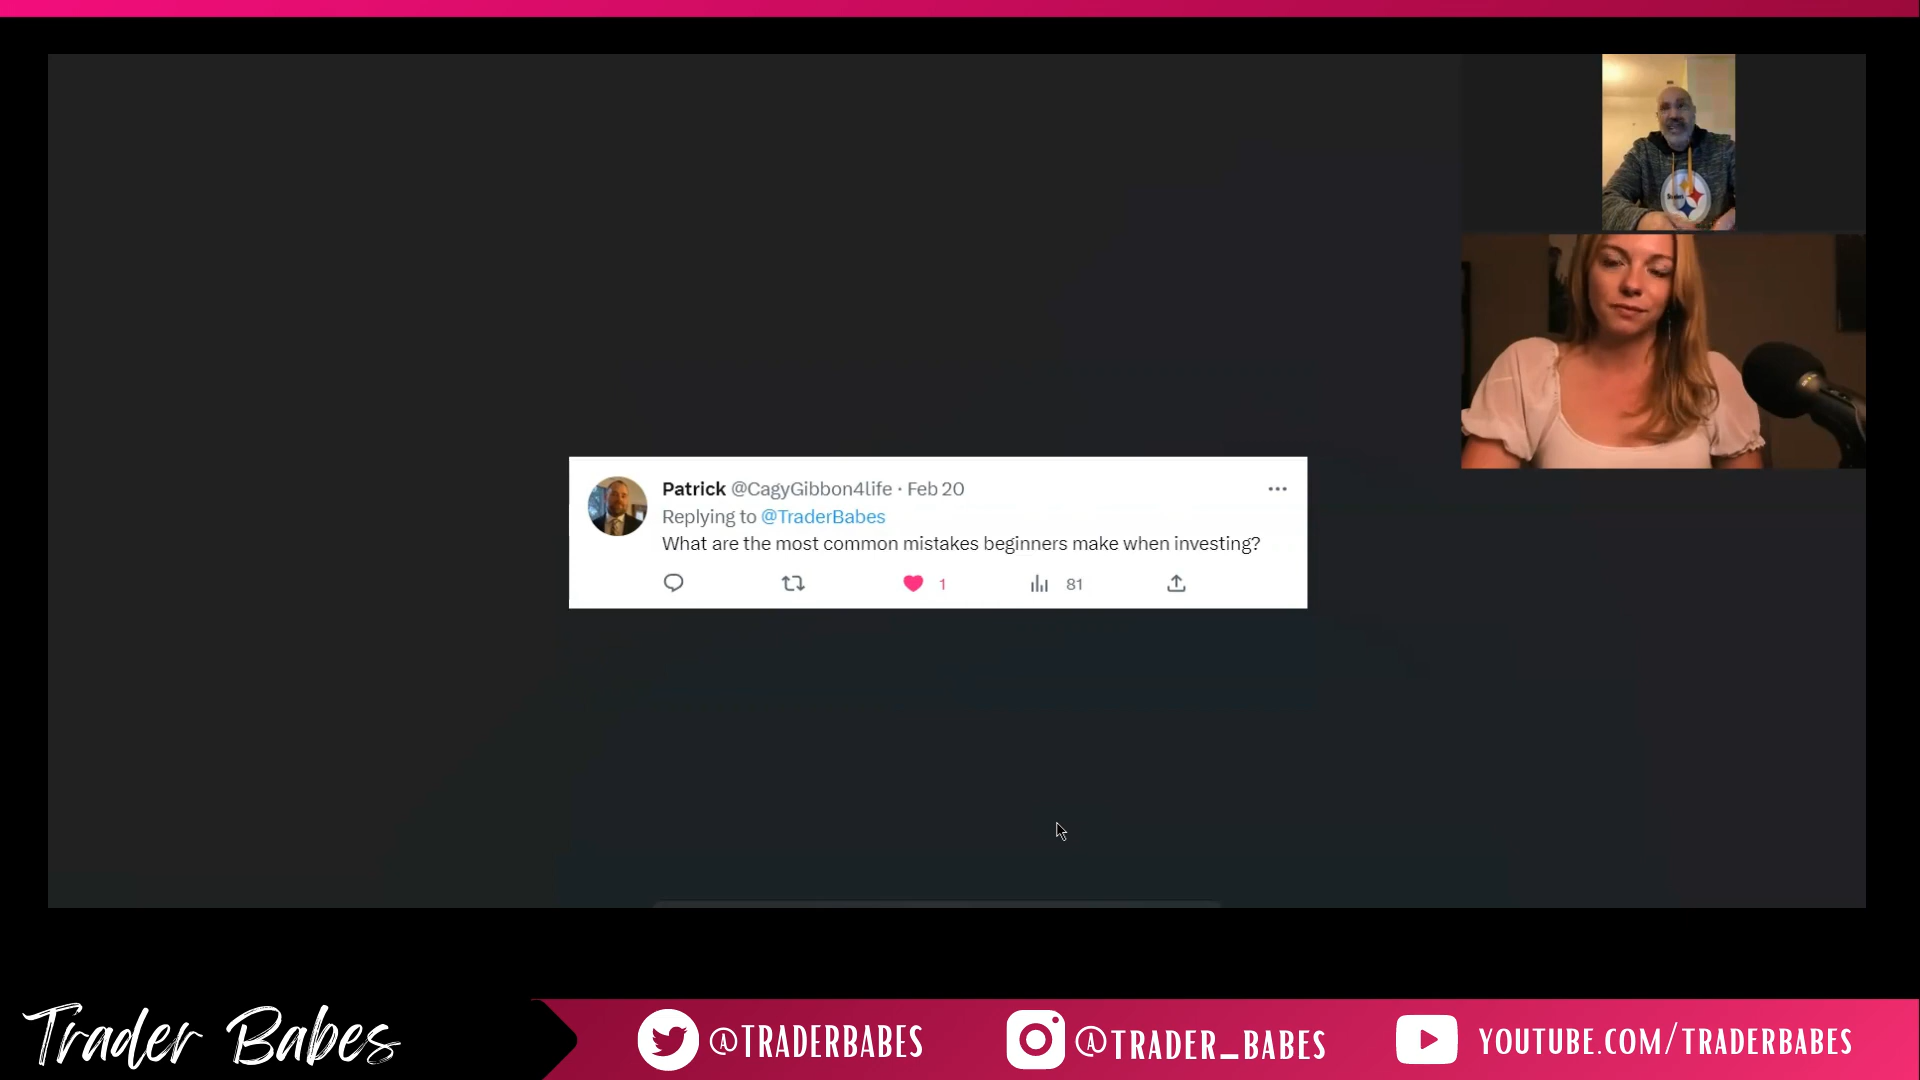 Patrick @CagyGibbon4life · Feb 20
Replying to @TraderBabes
What are the most common mistakes beginners make when investing?
1
81
Trader Babes
@TRADERBABES
@TRADER_BABES
YOUTUBE.COM/TRADERBABES